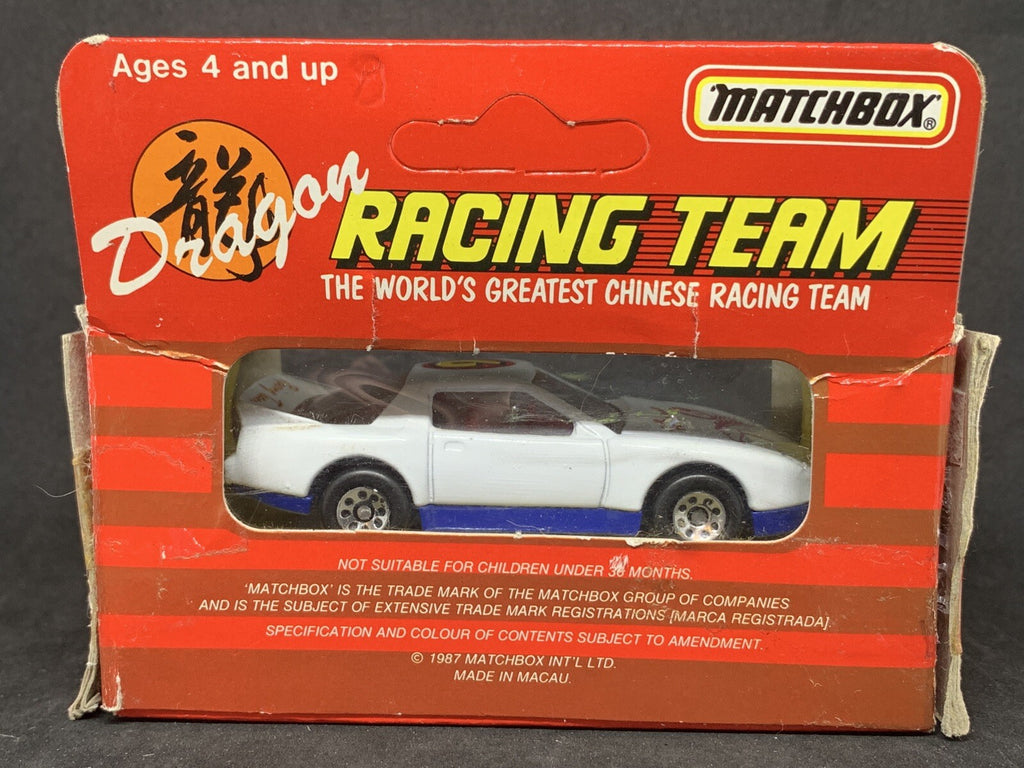 Ages 4 and up
MATCHBOX®
龍
Dragon
RACING TEAM
THE WORLD'S GREATEST CHINESE RACING TEAM
NOT SUITABLE FOR CHILDREN UNDER 36 MONTHS.
'MATCHBOX' IS THE TRADE MARK OF THE MATCHBOX GROUP OF COMPANIES
AND IS THE SUBJECT OF EXTENSIVE TRADE MARK REGISTRATIONS [MARCA REGISTRADA].
SPECIFICATION AND COLOUR OF CONTENTS SUBJECT TO AMENDMENT.
© 1987 MATCHBOX INT'L LTD.
MADE IN MACAU.